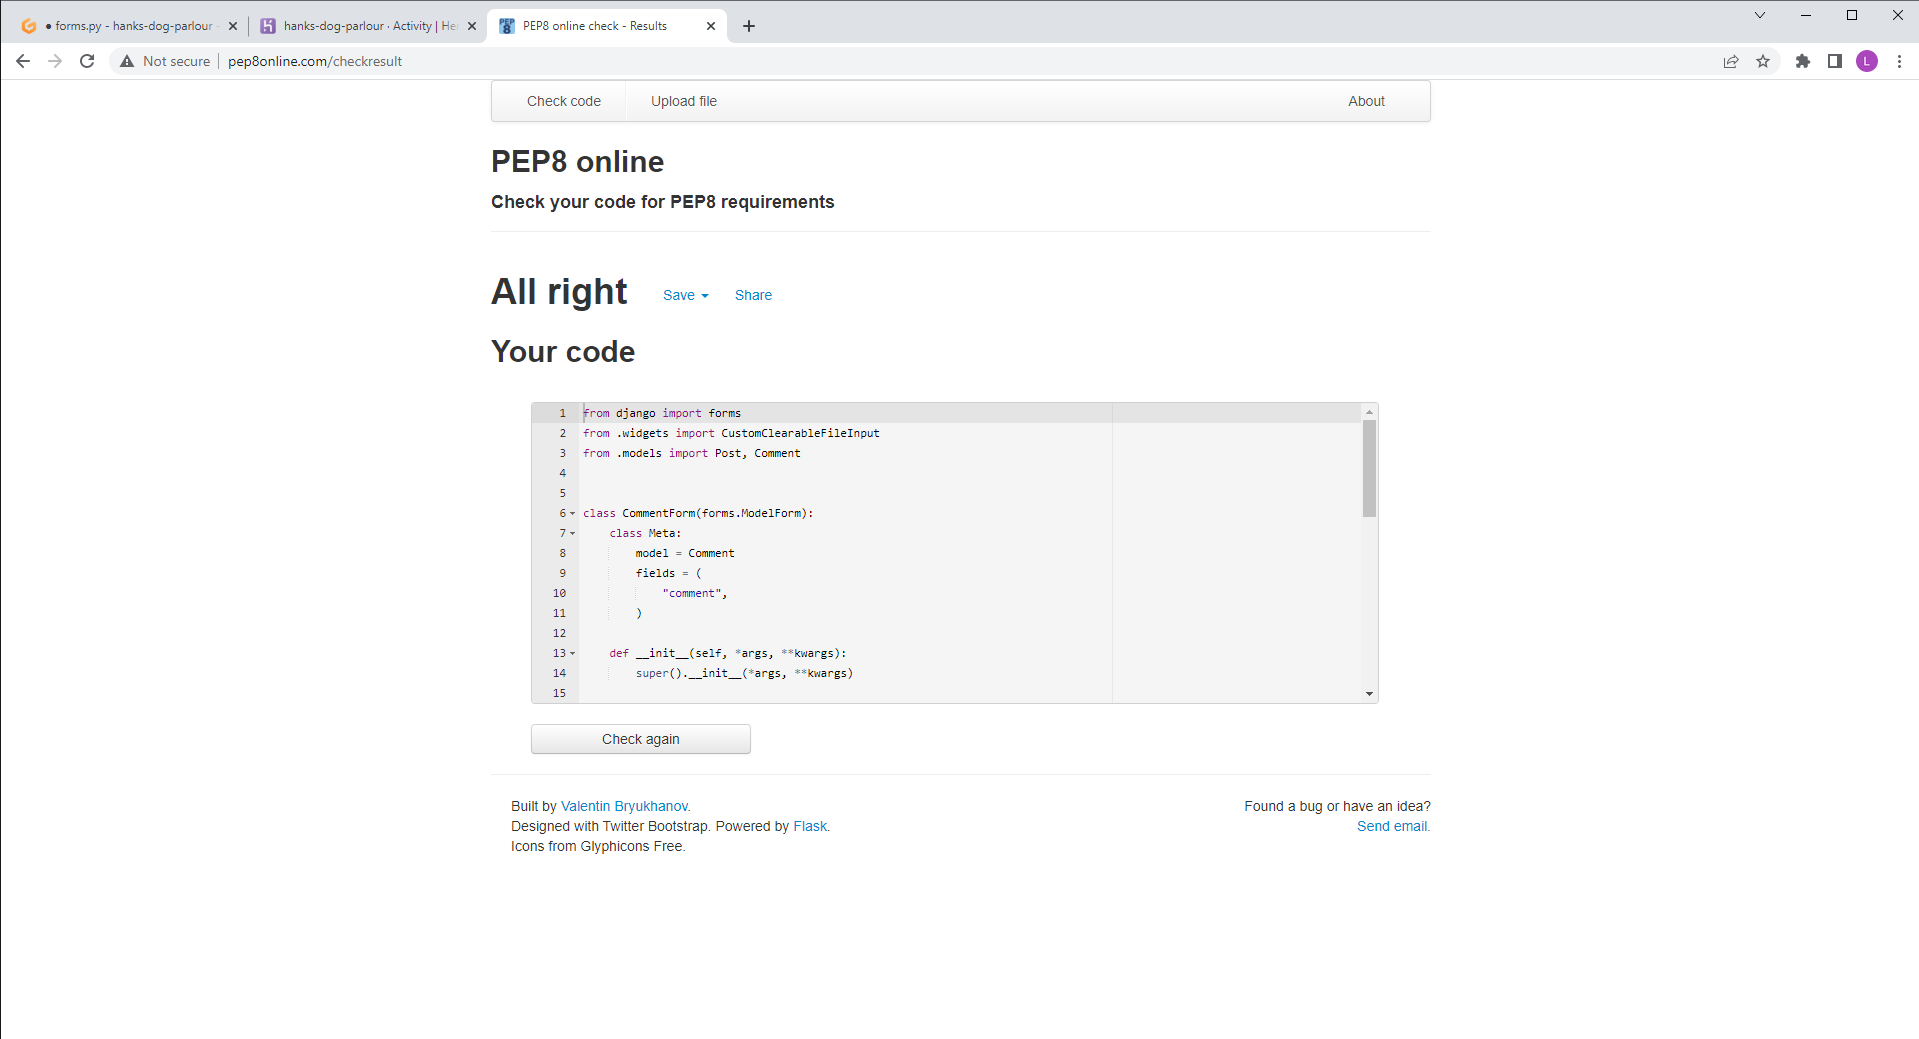 ● forms.py - hanks-dog-parlour
hanks-dog-parlour · Activity | He
PEP8 online check - Results
Not secure
pep8online.com/checkresult
L
Check code
Upload file
About
PEP8 online
Check your code for PEP8 requirements
All right
Save
Share
Your code
1 from django import forms
2 from .widgets import CustomClearableFileInput
3 from .models import Post, Comment
4
5
6 class CommentForm(forms.ModelForm):
7     class Meta:
8         model = Comment
9         fields = (
10             "comment",
11         )
12
13     def __init__(self, *args, **kwargs):
14         super().__init__(*args, **kwargs)
15
Check again
Built by Valentin Bryukhanov.
Designed with Twitter Bootstrap. Powered by Flask.
Icons from Glyphicons Free.
Found a bug or have an idea?
Send email.